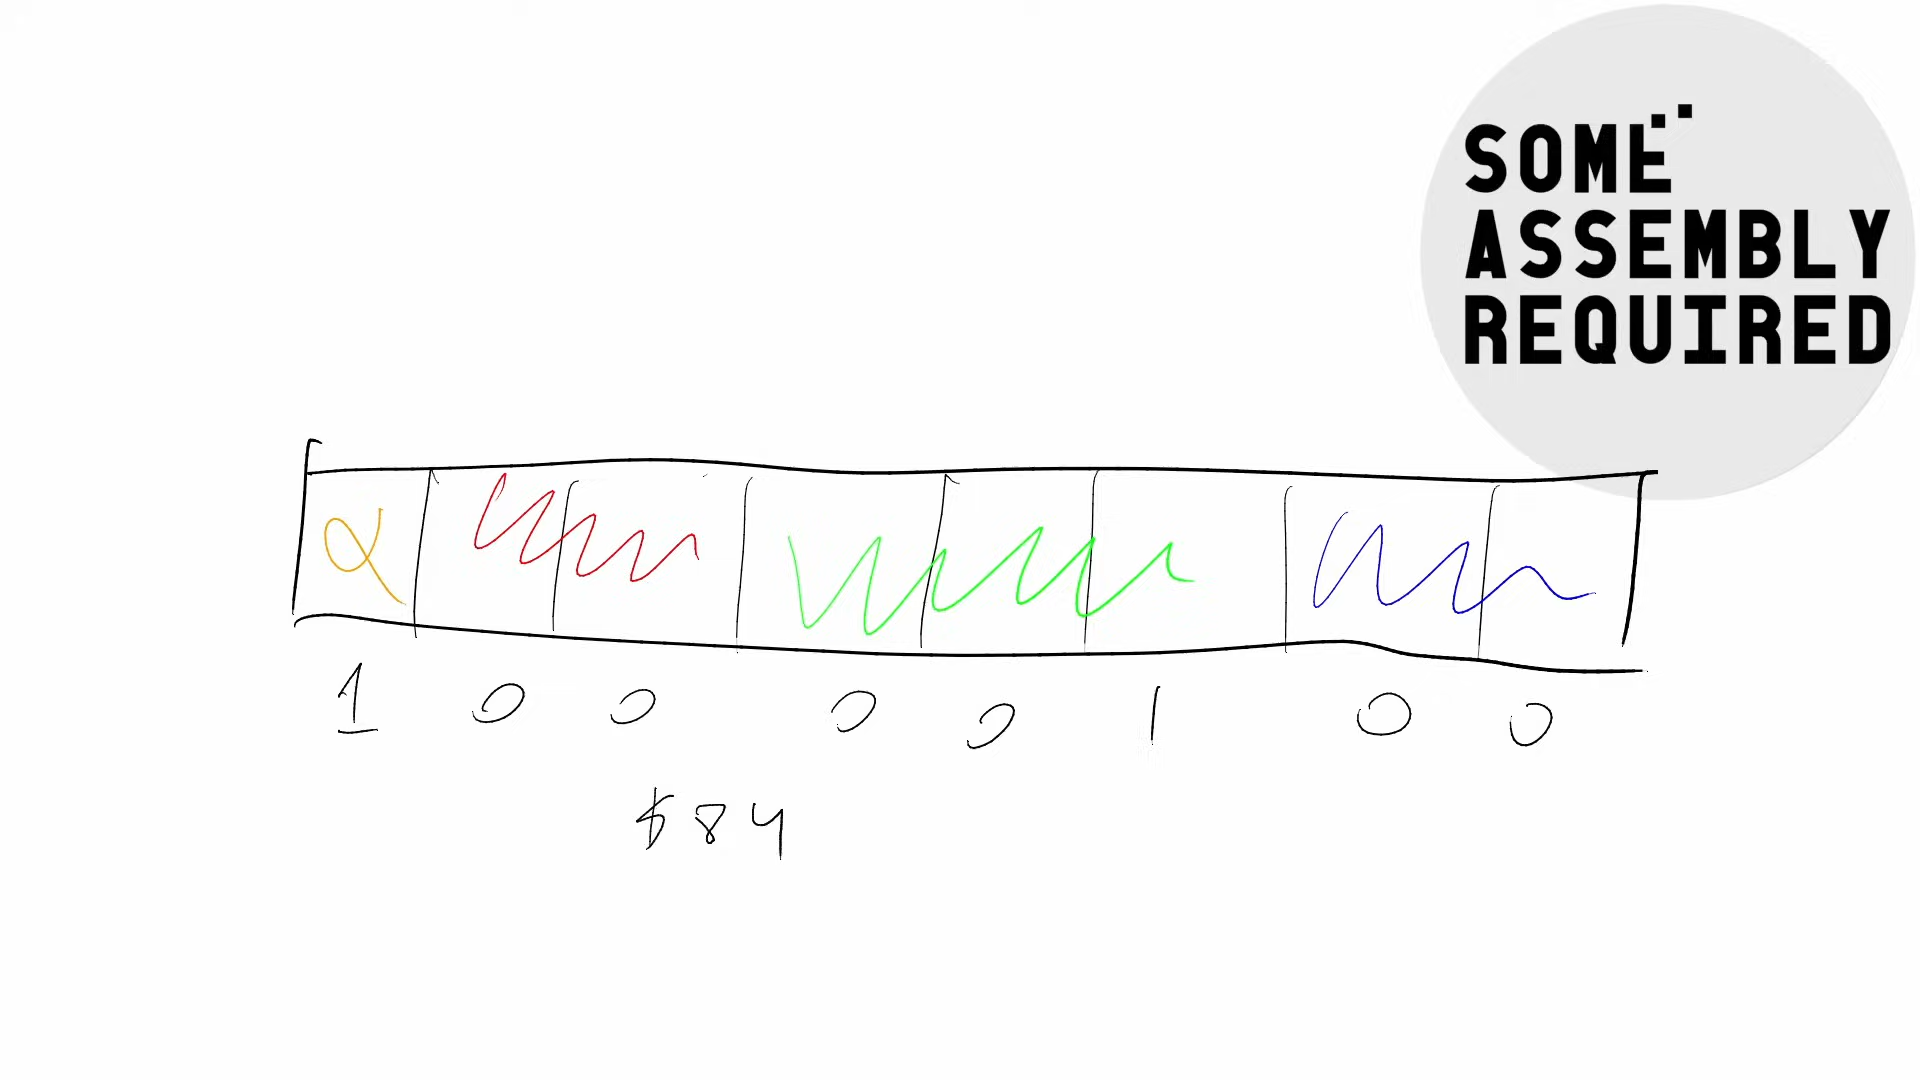 SOME
ASSEMBLY
REQUIRED
α
1 0 0 0 0 1 0 0
$84